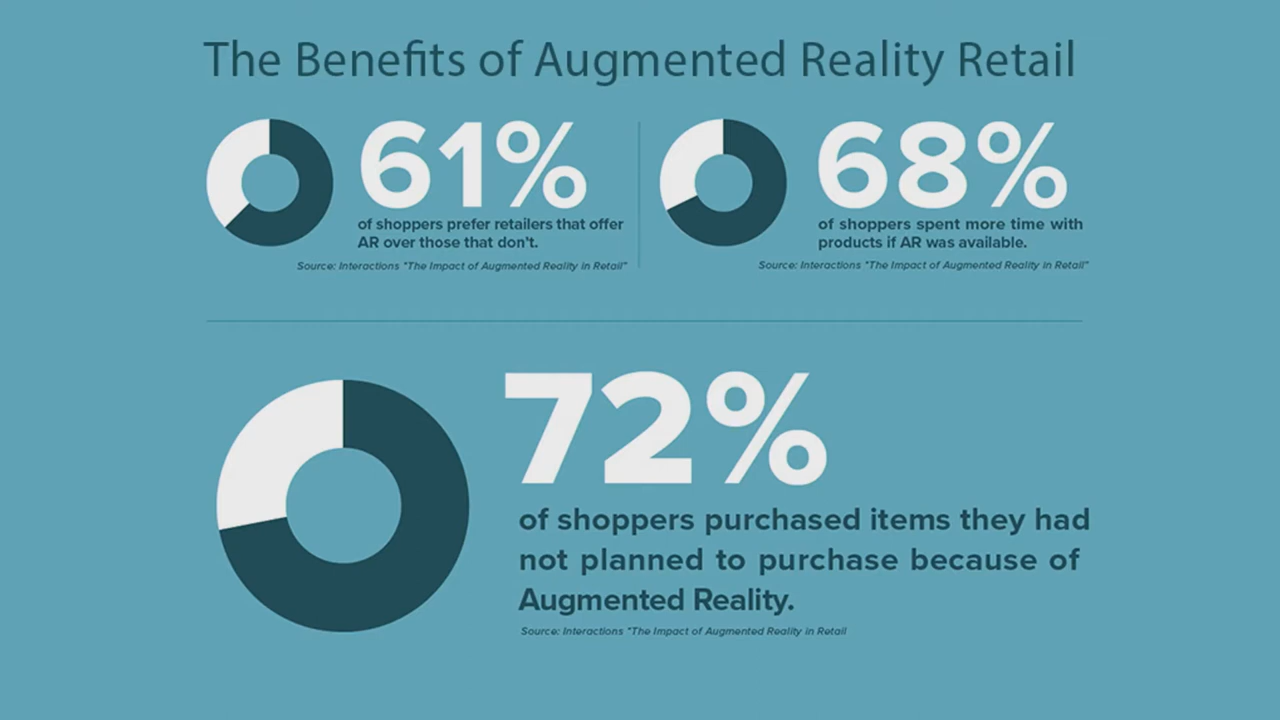 The Benefits of Augmented Reality Retail
61%
of shoppers prefer retailers that offer
AR over those that don't.
Source: Interactions "The Impact of Augmented Reality in Retail"
68%
of shoppers spent more time with
products if AR was available.
Source: Interactions "The Impact of Augmented Reality in Retail"
72%
of shoppers purchased items they had
not planned to purchase because of
Augmented Reality.
Source: Interactions "The Impact of Augmented Reality in Retail